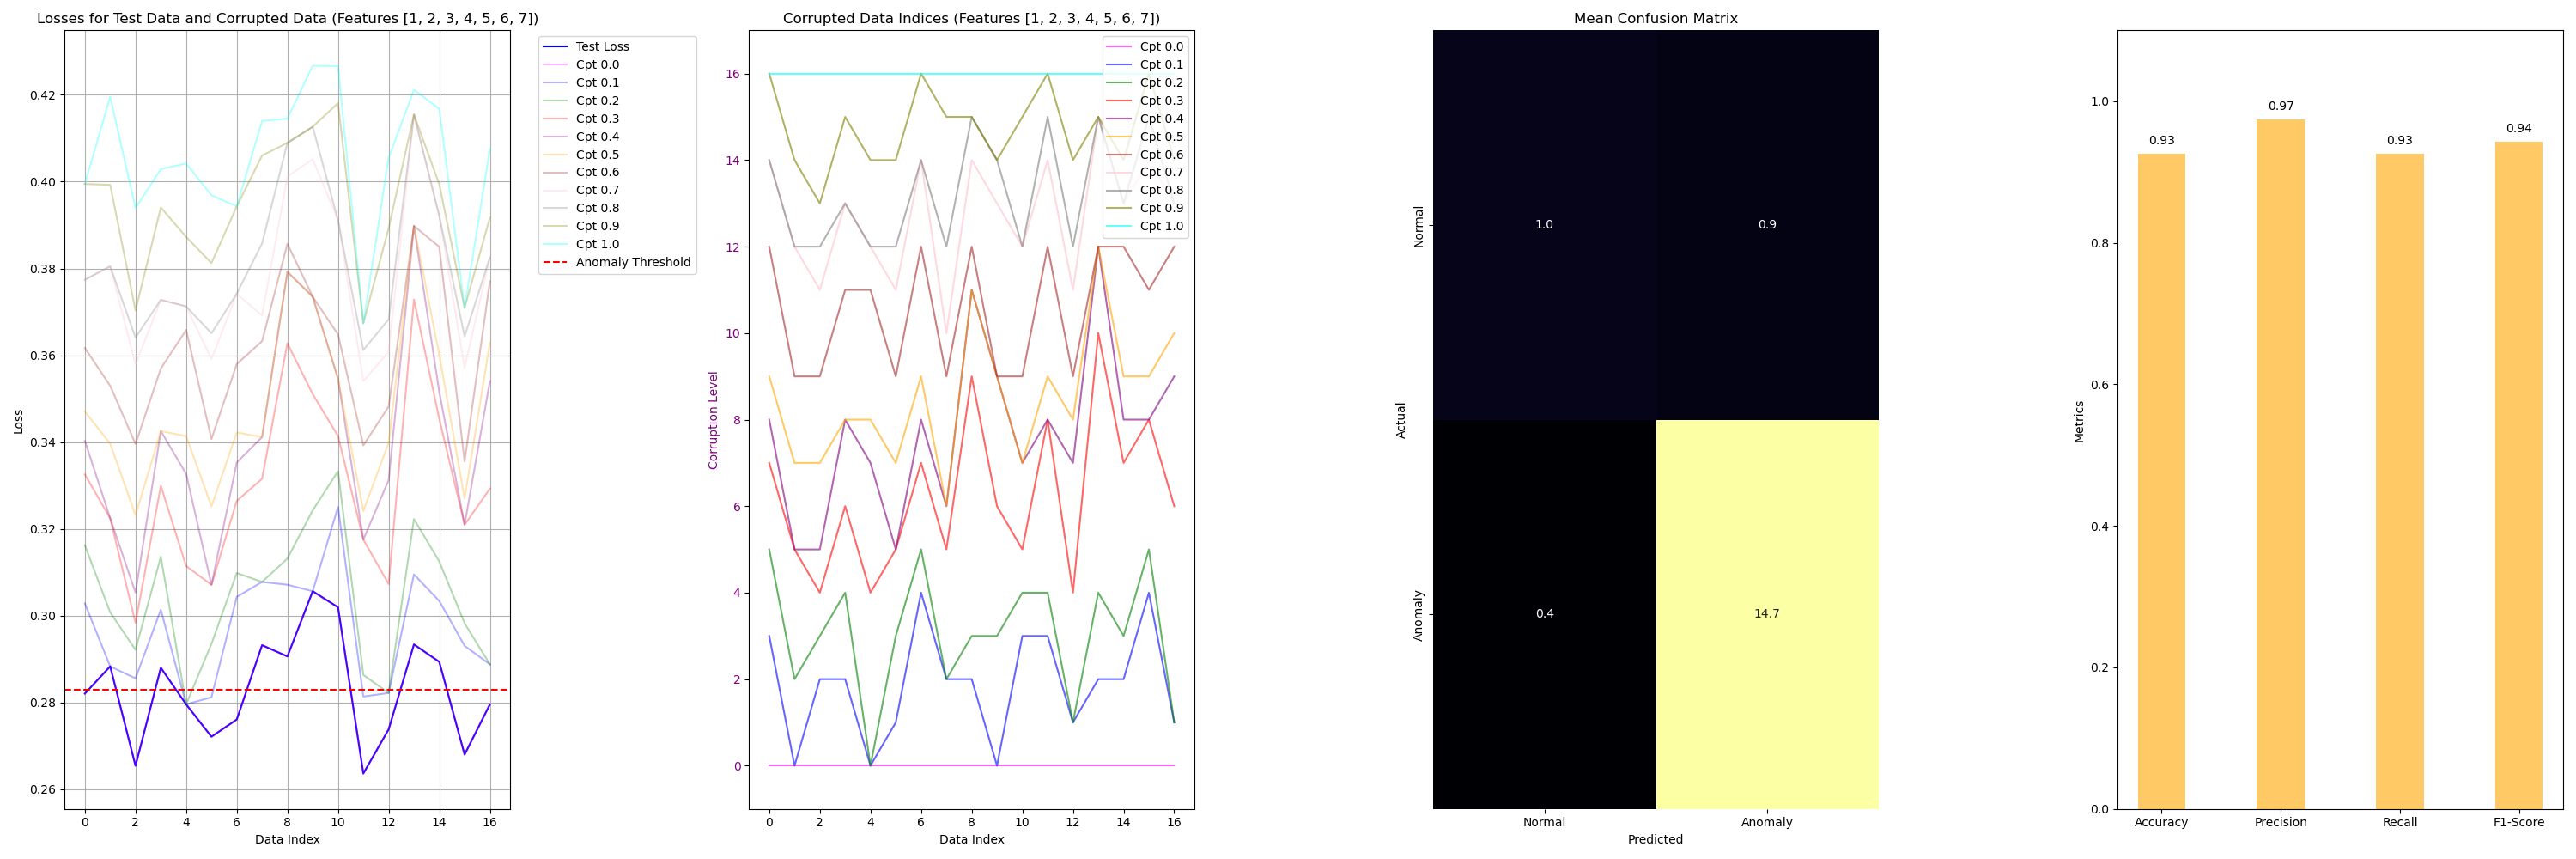 Losses for Test Data and Corrupted Data (Features [1, 2, 3, 4, 5, 6, 7])
Loss
0.42
0.40
0.38
0.36
0.34
0.32
0.30
0.28
0.26
0 2 4 6 8 10 12 14 16
Data Index
Test Loss
Cpt 0.0
Cpt 0.1
Cpt 0.2
Cpt 0.3
Cpt 0.4
Cpt 0.5
Cpt 0.6
Cpt 0.7
Cpt 0.8
Cpt 0.9
Cpt 1.0
Anomaly Threshold
Corrupted Data Indices (Features [1, 2, 3, 4, 5, 6, 7])
Corruption Level
16
14
12
10
8
6
4
2
0
0 2 4 6 8 10 12 14 16
Data Index
Cpt 0.0
Cpt 0.1
Cpt 0.2
Cpt 0.3
Cpt 0.4
Cpt 0.5
Cpt 0.6
Cpt 0.7
Cpt 0.8
Cpt 0.9
Cpt 1.0
Mean Confusion Matrix
Actual
Normal
1.0 0.9
Anomaly
0.4 14.7
Normal Anomaly
Predicted
Metrics
1.0
0.8
0.6
0.4
0.2
0.0
0.93 0.97 0.93 0.94
Accuracy Precision Recall F1-Score